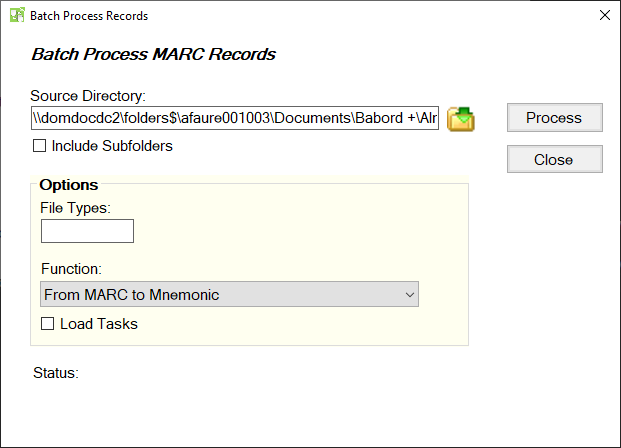 Batch Process Records
Batch Process MARC Records
Source Directory:
\\domdocdc2\folders$\afaure001003\Documents\Babord +\Alr
Process
Include Subfolders
Close
Options
File Types:
Function:
From MARC to Mnemonic
Load Tasks
Status: